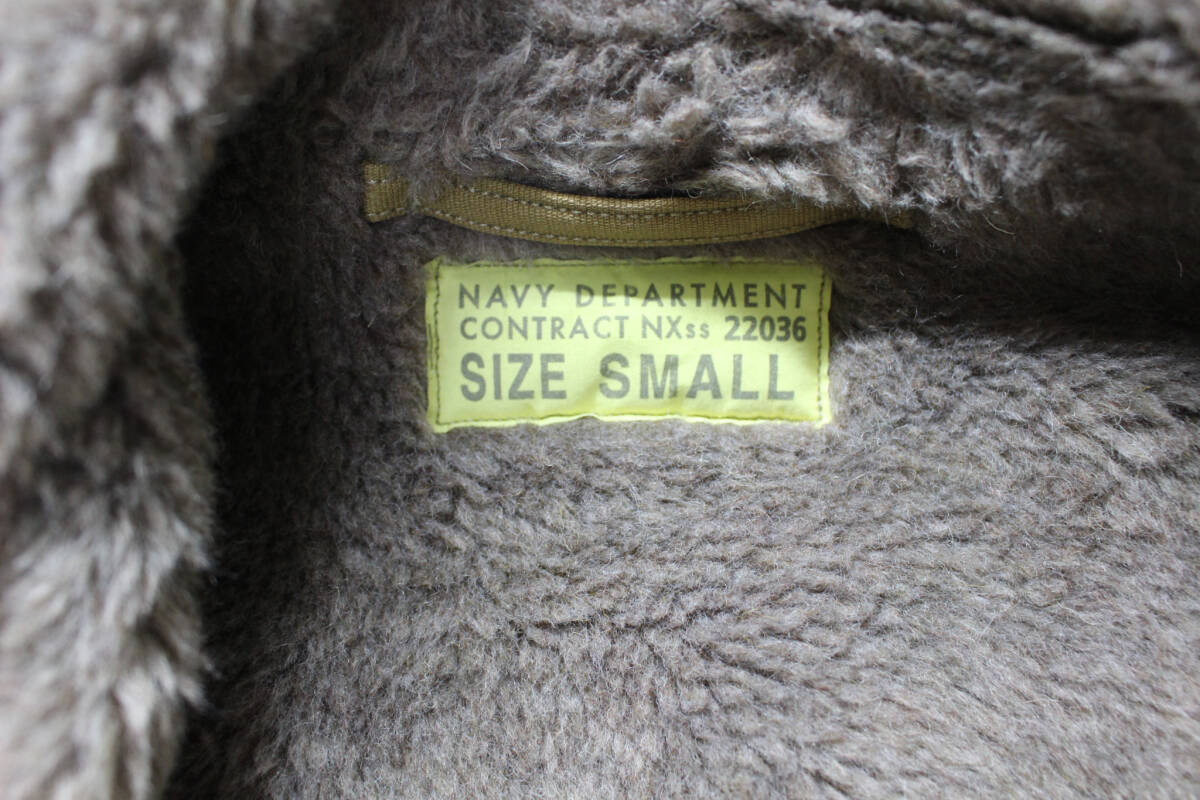 NAVY DEPARTMENT
CONTRACT NXss 22036
SIZE SMALL